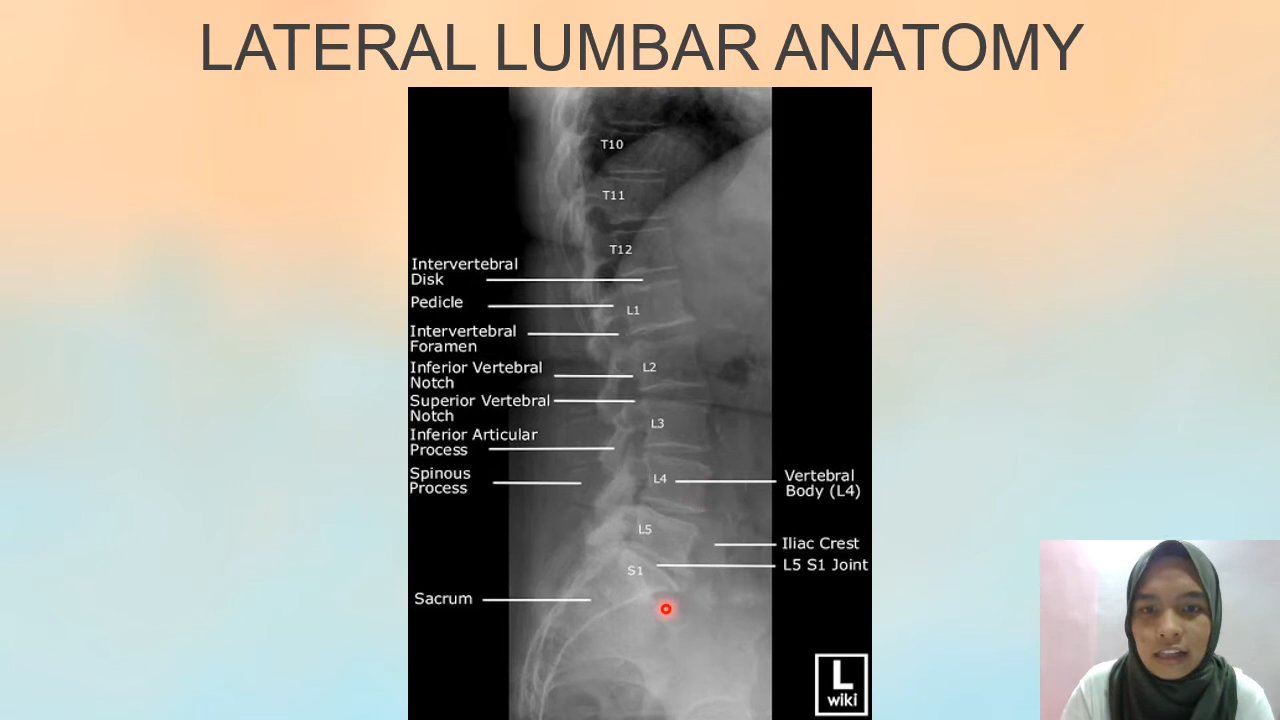 LATERAL LUMBAR ANATOMY
T10
T11
T12
Intervertebral
Disk
Pedicle
L1
Intervertebral
Foramen
Inferior Vertebral
Notch
L2
Superior Vertebral
Notch
L3
Inferior Articular
Process
Spinous
Process
L4
Vertebral
Body (L4)
L5
Iliac Crest
L5 S1 Joint
S1
Sacrum
L
wiki